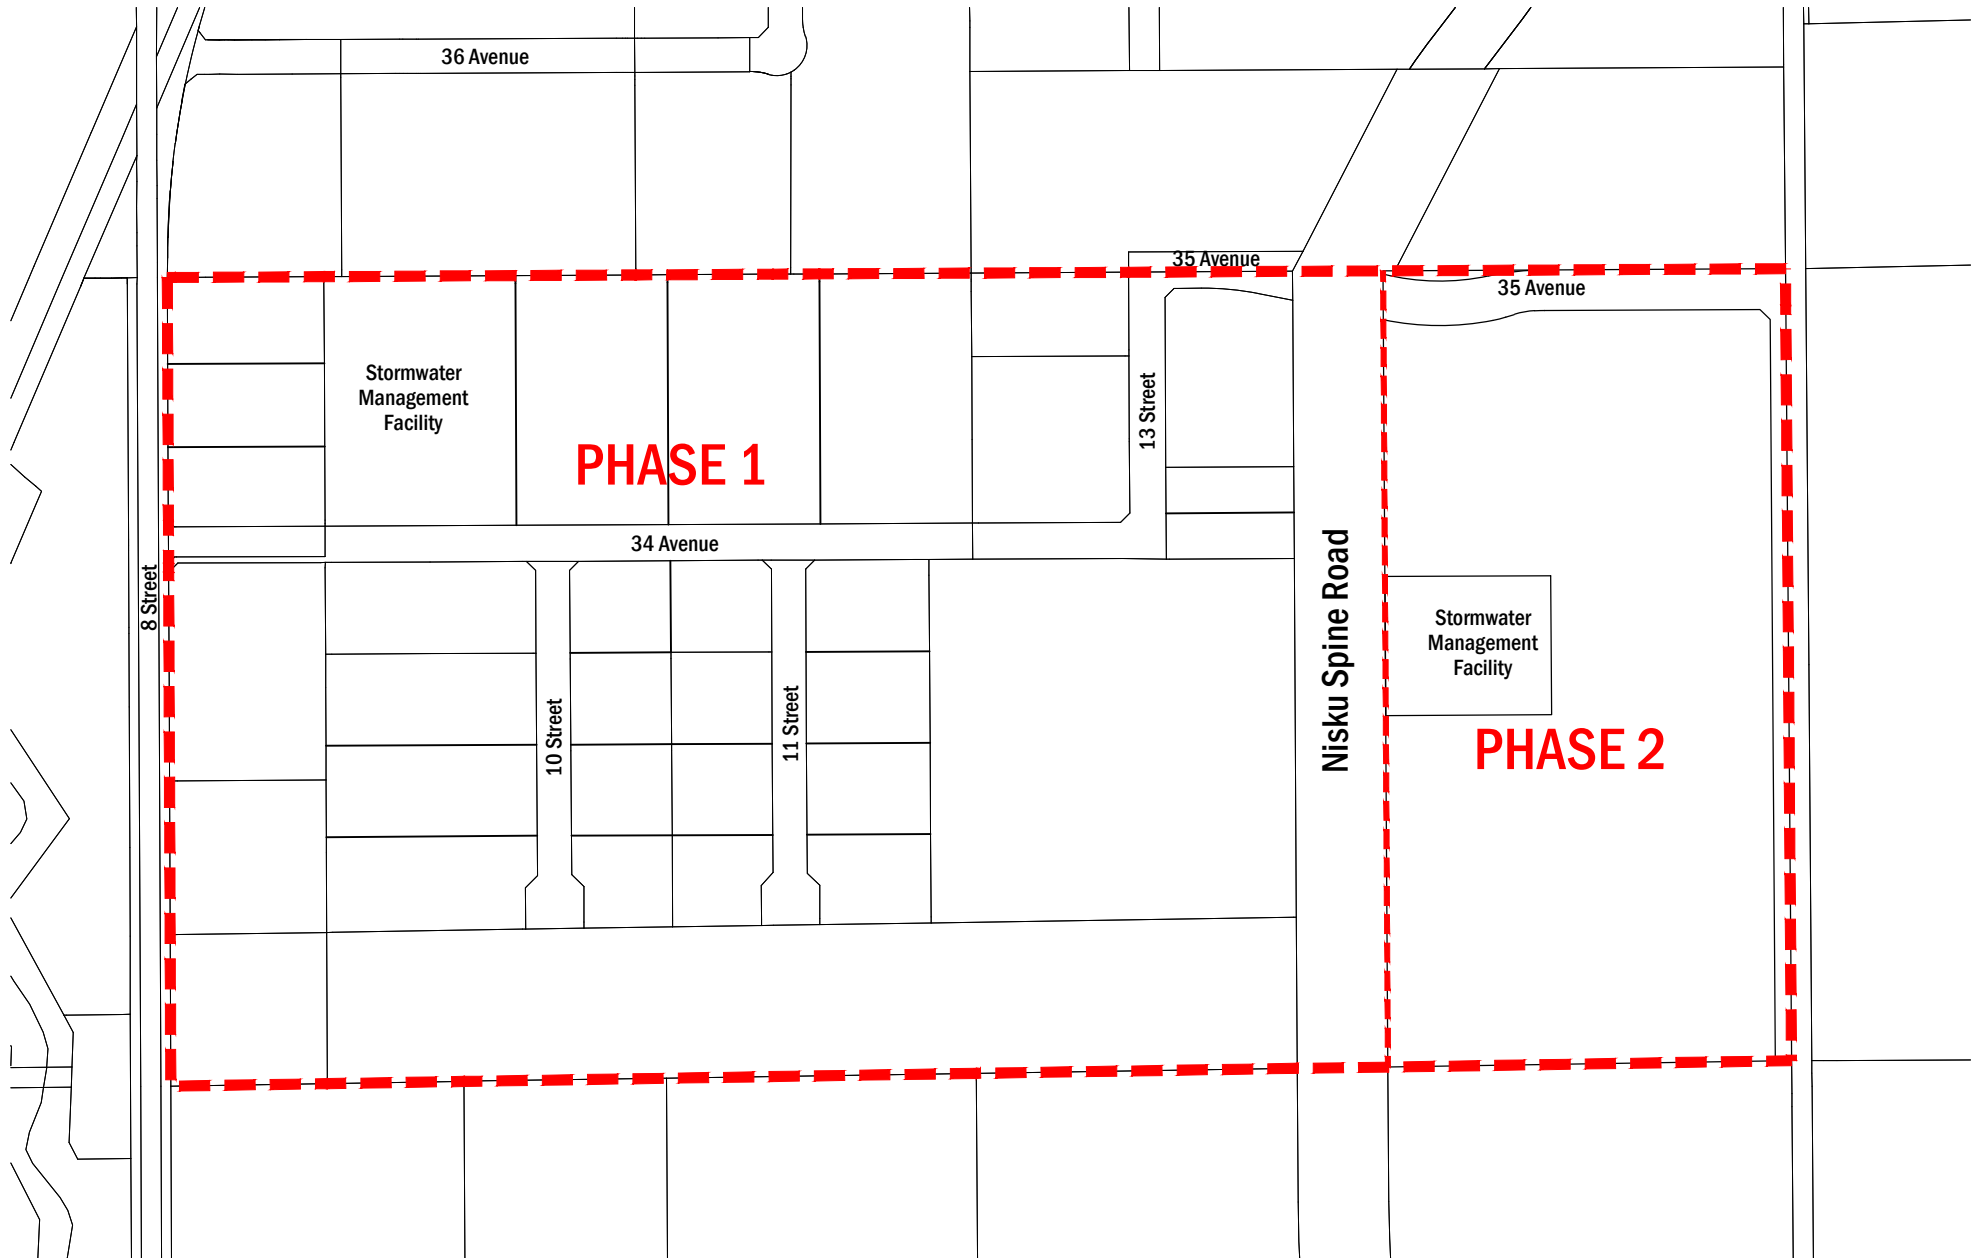 36 Avenue
35 Avenue
35 Avenue
Stormwater
Management
Facility
13 Street
PHASE 1
34 Avenue
8 Street
Nisku Spine Road
Stormwater
Management
Facility
10 Street
11 Street
PHASE 2